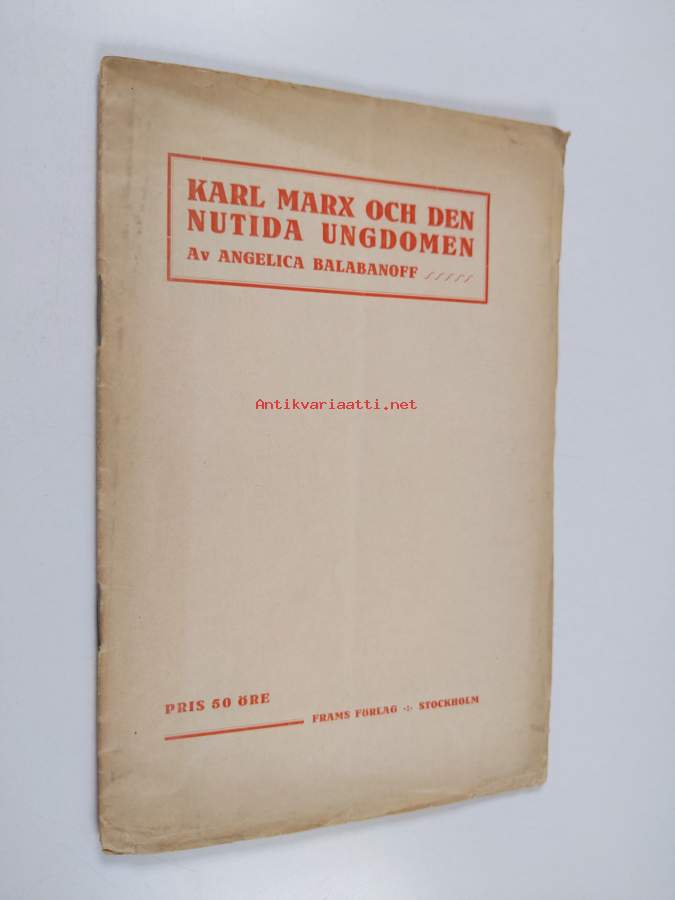 KARL MARX OCH DEN
NUTIDA UNGDOMEN
AV ANGELICA BALABANOFF
Antikvariaatti.net
PRIS 50 ÖRE
FRAMS FÖRLAG -:- STOCKHOLM